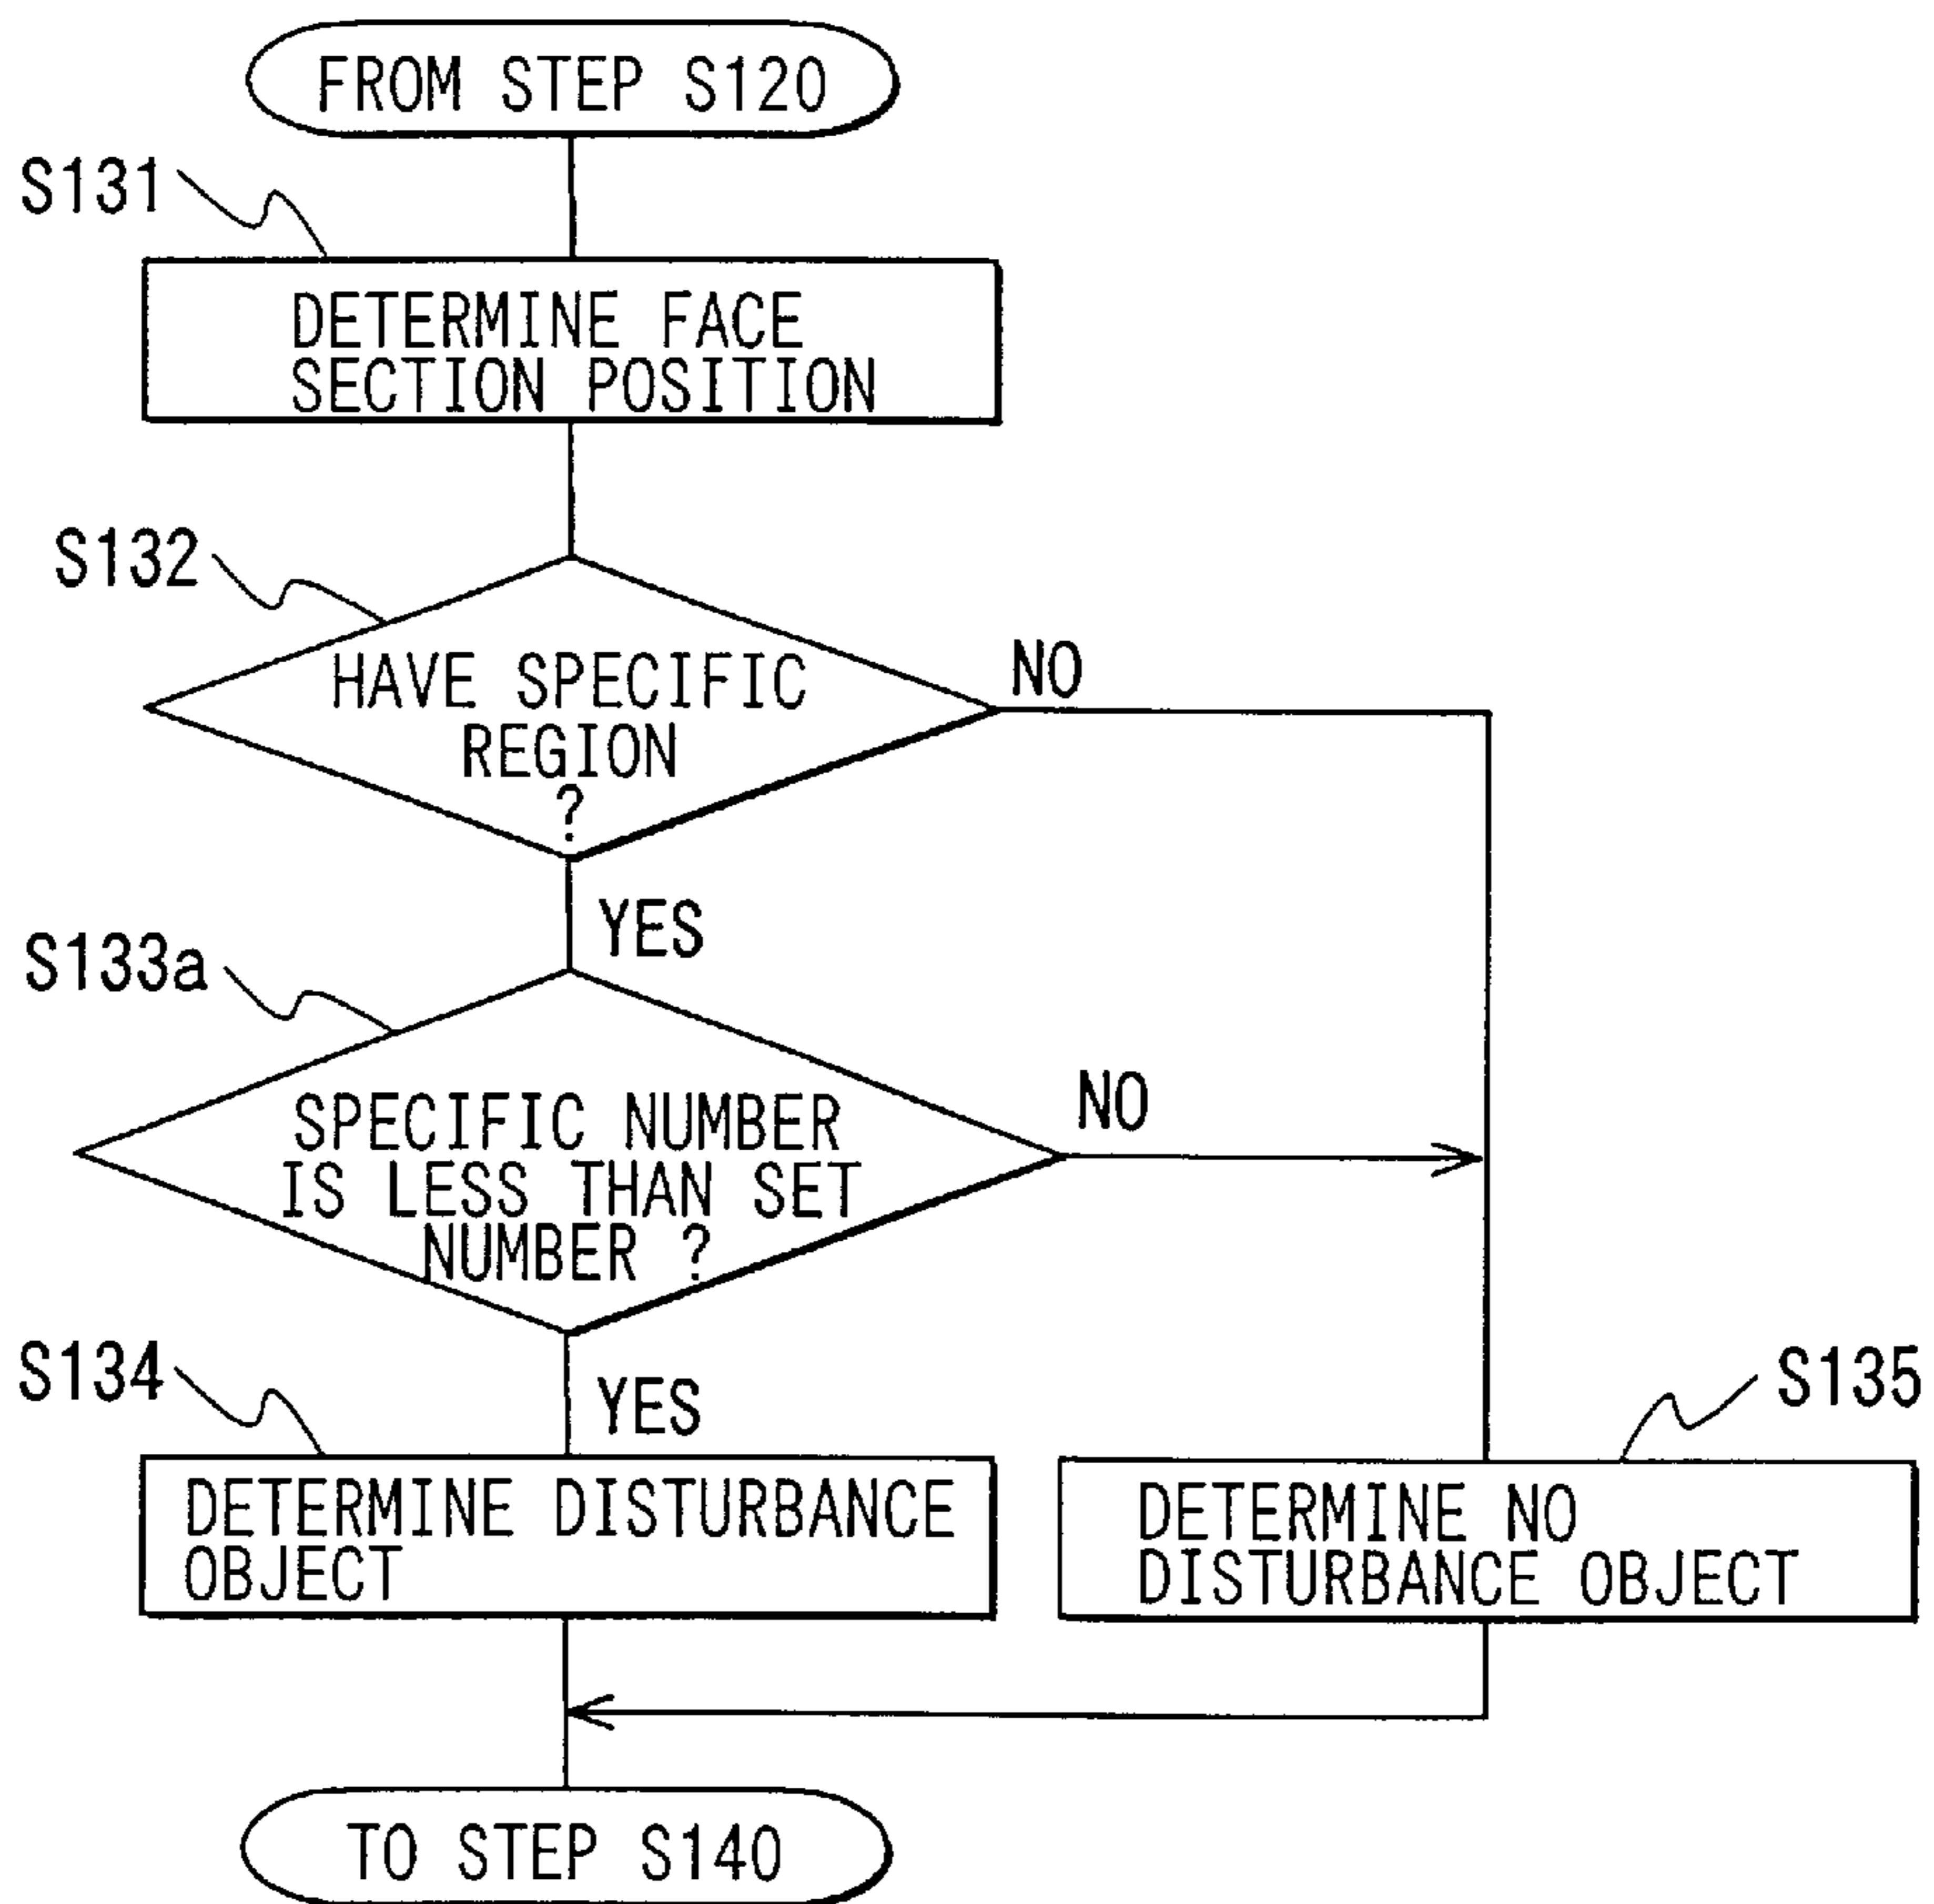 FROM STEP S120
S131
DETERMINE FACE
SECTION POSITION
S132
HAVE SPECIFIC
REGION
?
NO
YES
S133a
SPECIFIC NUMBER
IS LESS THAN SET
NUMBER ?
NO
YES
S134
DETERMINE DISTURBANCE
OBJECT
S135
DETERMINE NO
DISTURBANCE OBJECT
TO STEP S140